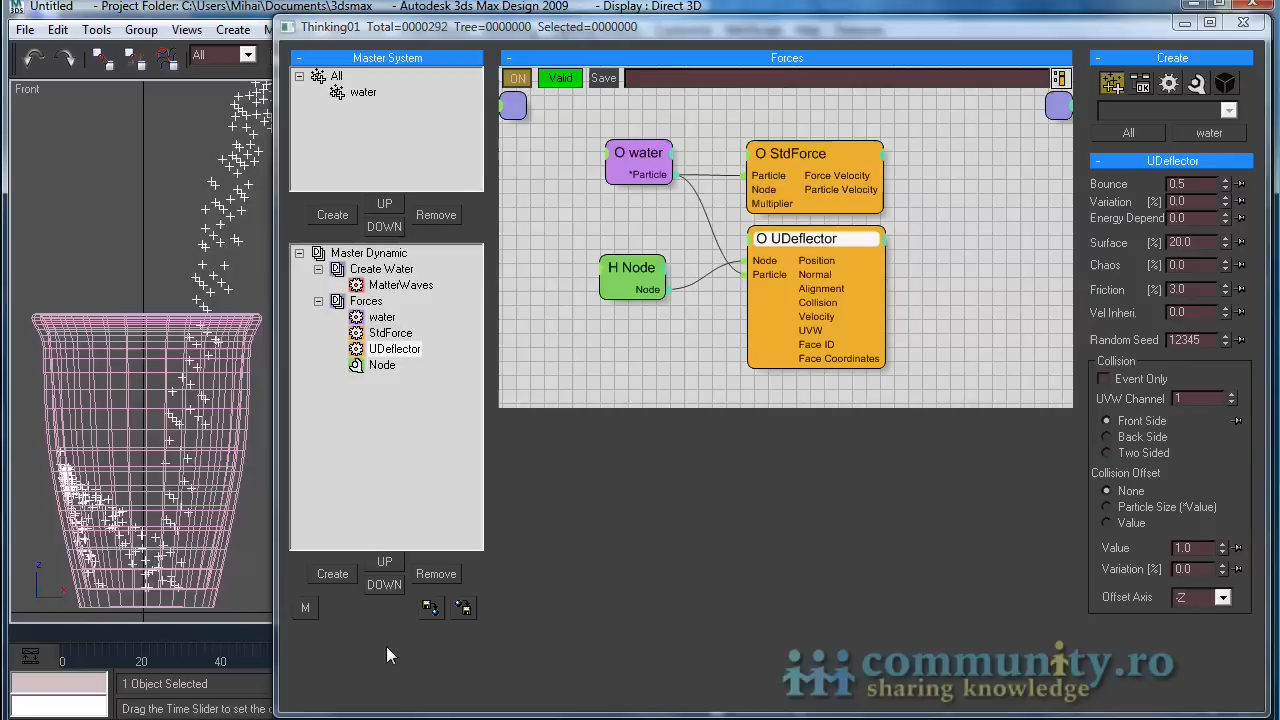 Untitled - Project Folder: C:\Users\Mihai\Documents\3dsmax - Autodesk 3ds Max Design 2009 - Display : Direct 3D
File Edit Tools Group Views Create
Thinking01 Total=0000292 Tree=0000000 Selected=0000000
All
Front
0 20 40
1 Object Selected
Drag the Time Slider to set the
- Master System
All
water
Create UP DOWN Remove
Master Dynamic
Create Water
MatterWaves
Forces
water
StdForce
UDeflector
Node
Create UP DOWN Remove
M
- Forces
ON Valid Save
O water
*Particle
O StdForce
Particle Force Velocity
Node Particle Velocity
Multiplier
H Node
Node
O UDeflector
Node Position
Particle Normal
Alignment
Collision
Velocity
UVW
Face ID
Face Coordinates
- Create
OK
All water
- UDeflector
Bounce 0.5
Variation [%] 0.0
Energy Depend 0.0
Surface [%] 20.0
Chaos [%] 0.0
Friction [%] 3.0
Vel Inheri. [%] 0.0
Random Seed 12345
Collision
Event Only
UVW Channel 1
Front Side
Back Side
Two Sided
Collision Offset
None
Particle Size (*Value)
Value
Value 1.0
Variation [%] 0.0
Offset Axis -Z
community.ro
sharing knowledge